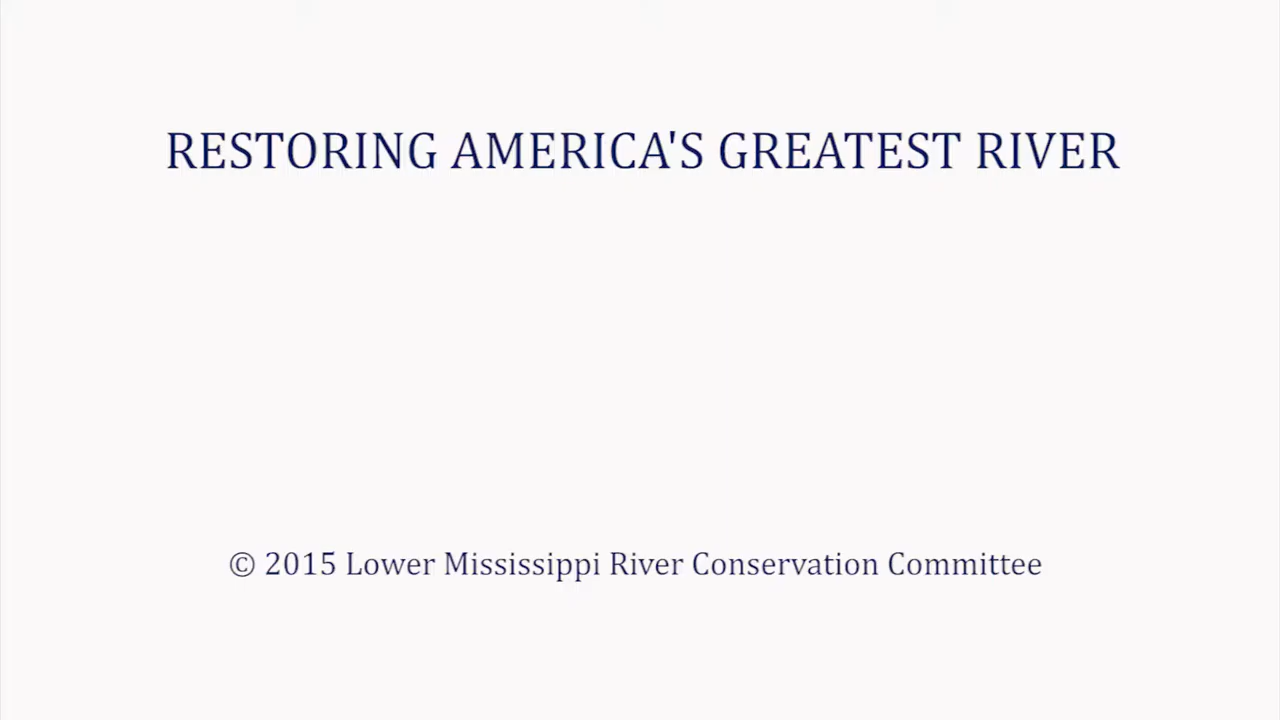 RESTORING AMERICA'S GREATEST RIVER
© 2015 Lower Mississippi River Conservation Committee